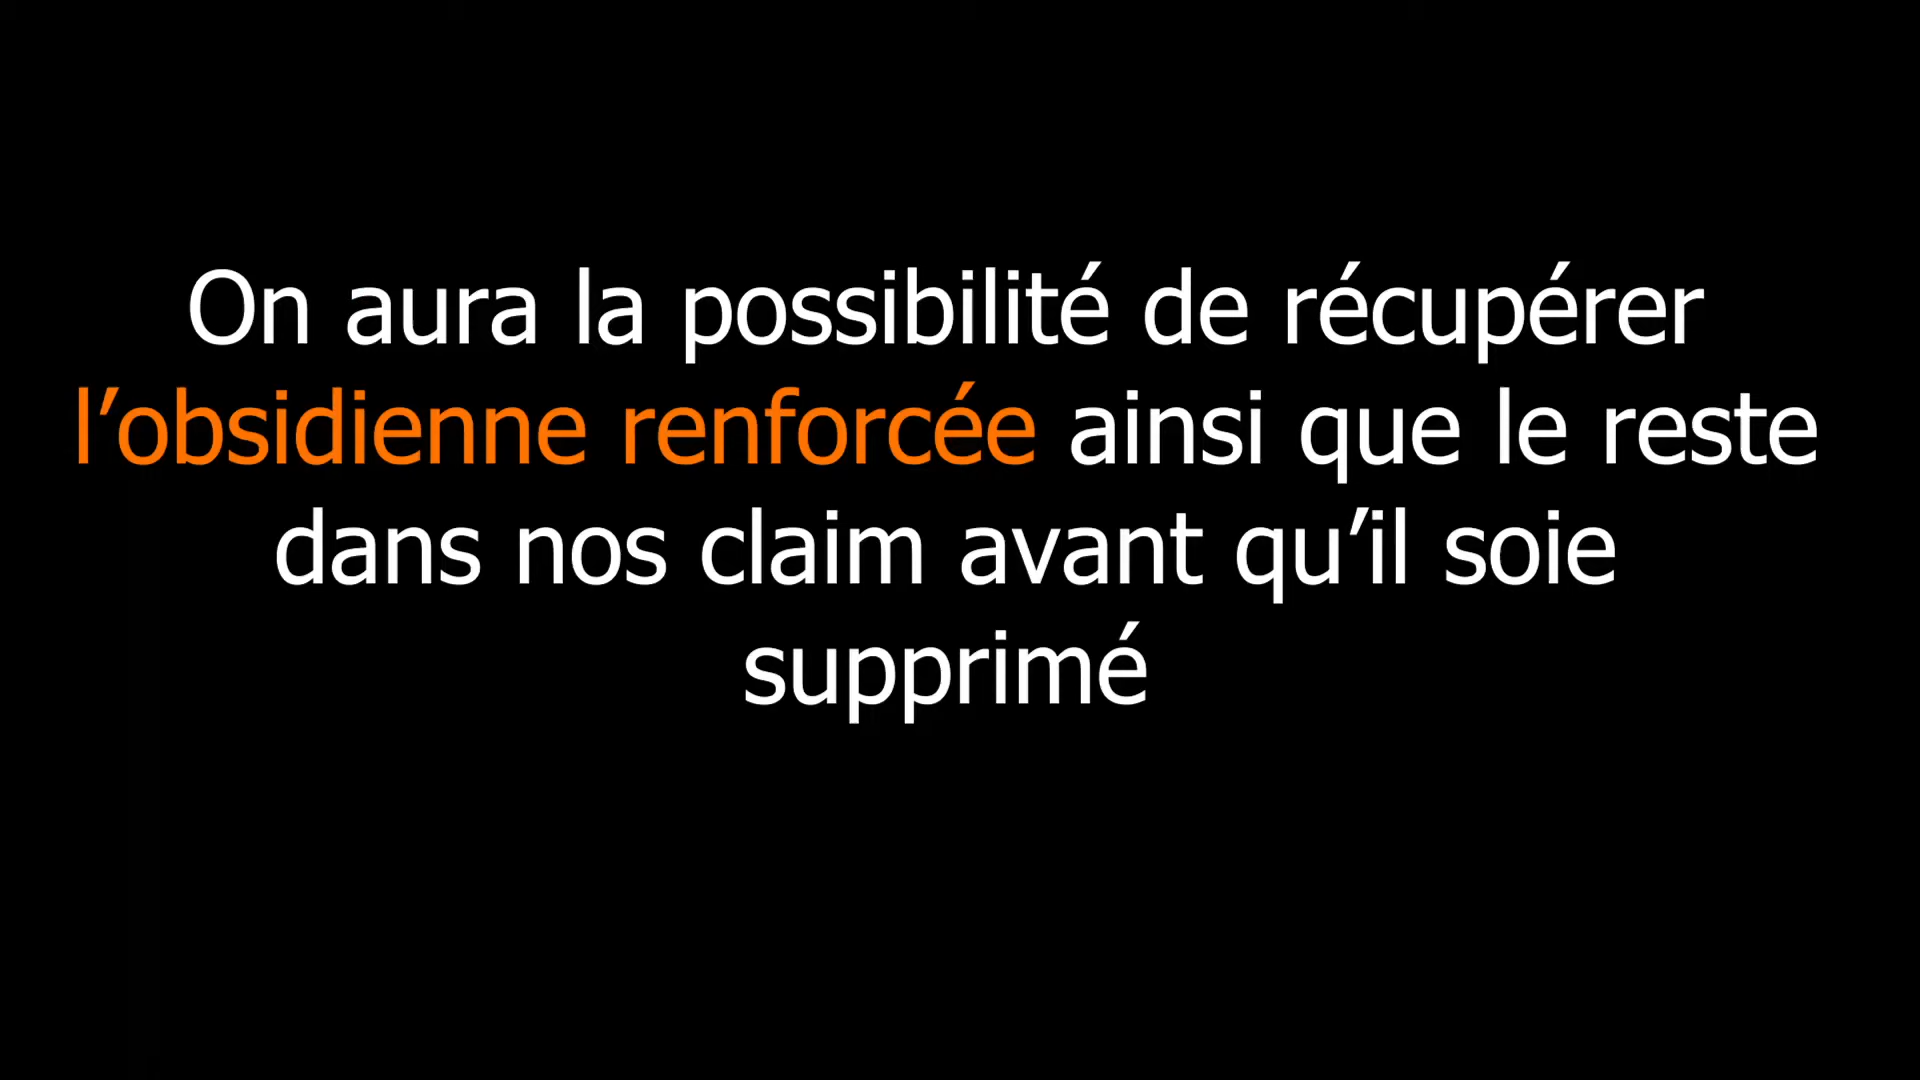 On aura la possibilité de récupérer
l’obsidienne renforcée ainsi que le reste
dans nos claim avant qu’il soie
supprimé